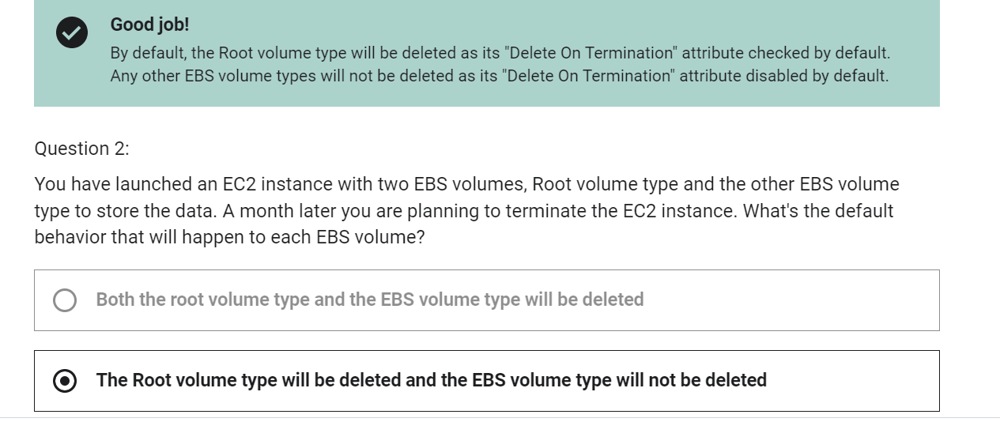 Good job!
By default, the Root volume type will be deleted as its "Delete On Termination" attribute checked by default.
Any other EBS volume types will not be deleted as its "Delete On Termination" attribute disabled by default.
Question 2:
You have launched an EC2 instance with two EBS volumes, Root volume type and the other EBS volume
type to store the data. A month later you are planning to terminate the EC2 instance. What's the default
behavior that will happen to each EBS volume?
Both the root volume type and the EBS volume type will be deleted
The Root volume type will be deleted and the EBS volume type will not be deleted